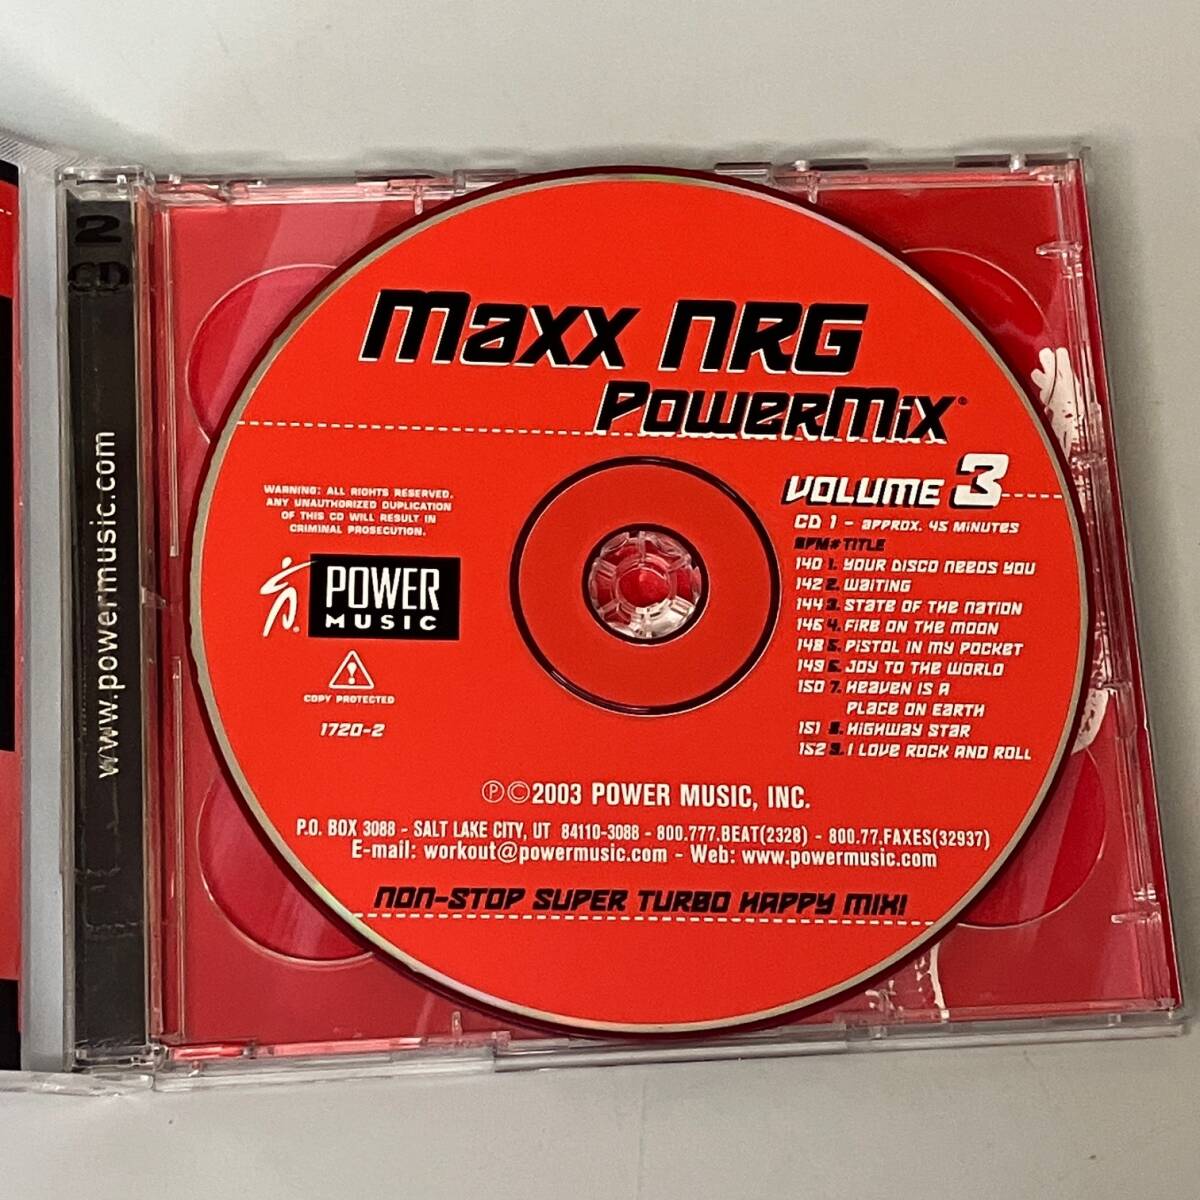 2
CD
www.powermusic.com
Maxx NRG
PowerMix®
VOLUME 3
CD 1 - APPROX. 45 MINUTES
BPM # TITLE
140 1. YOUR DISCO NEEDS YOU
142 2. WAITING
144 3. STATE OF THE NATION
146 4. FIRE ON THE MOON
148 5. PISTOL IN MY POCKET
149 6. JOY TO THE WORLD
150 7. HEAVEN IS A
PLACE ON EARTH
151 8. HIGHWAY STAR
152 9. I LOVE ROCK AND ROLL
WARNING: ALL RIGHTS RESERVED.
ANY UNAUTHORIZED DUPLICATION
OF THIS CD WILL RESULT IN
CRIMINAL PROSECUTION.
POWER
MUSIC
®
!
COPY PROTECTED
1720-2
Ⓟ©2003 POWER MUSIC, INC.
P.O. BOX 3088 - SALT LAKE CITY, UT 84110-3088 - 800.777.BEAT(2328) - 800.77.FAXES(32937)
E-mail: workout@powermusic.com - Web: www.powermusic.com
NON-STOP SUPER TURBO HAPPY MIX!